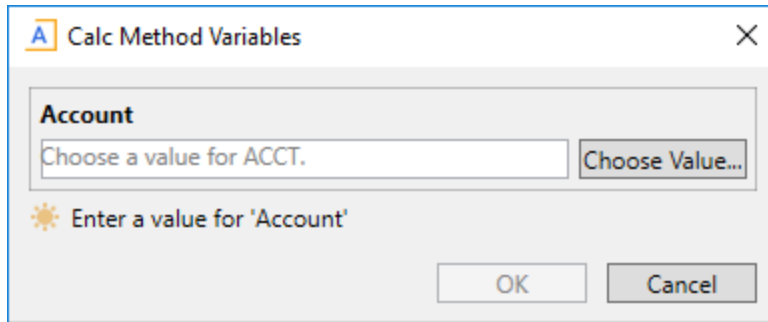 A Calc Method Variables
Account
Choose a value for ACCT.
Choose Value...
Enter a value for 'Account'
OK
Cancel